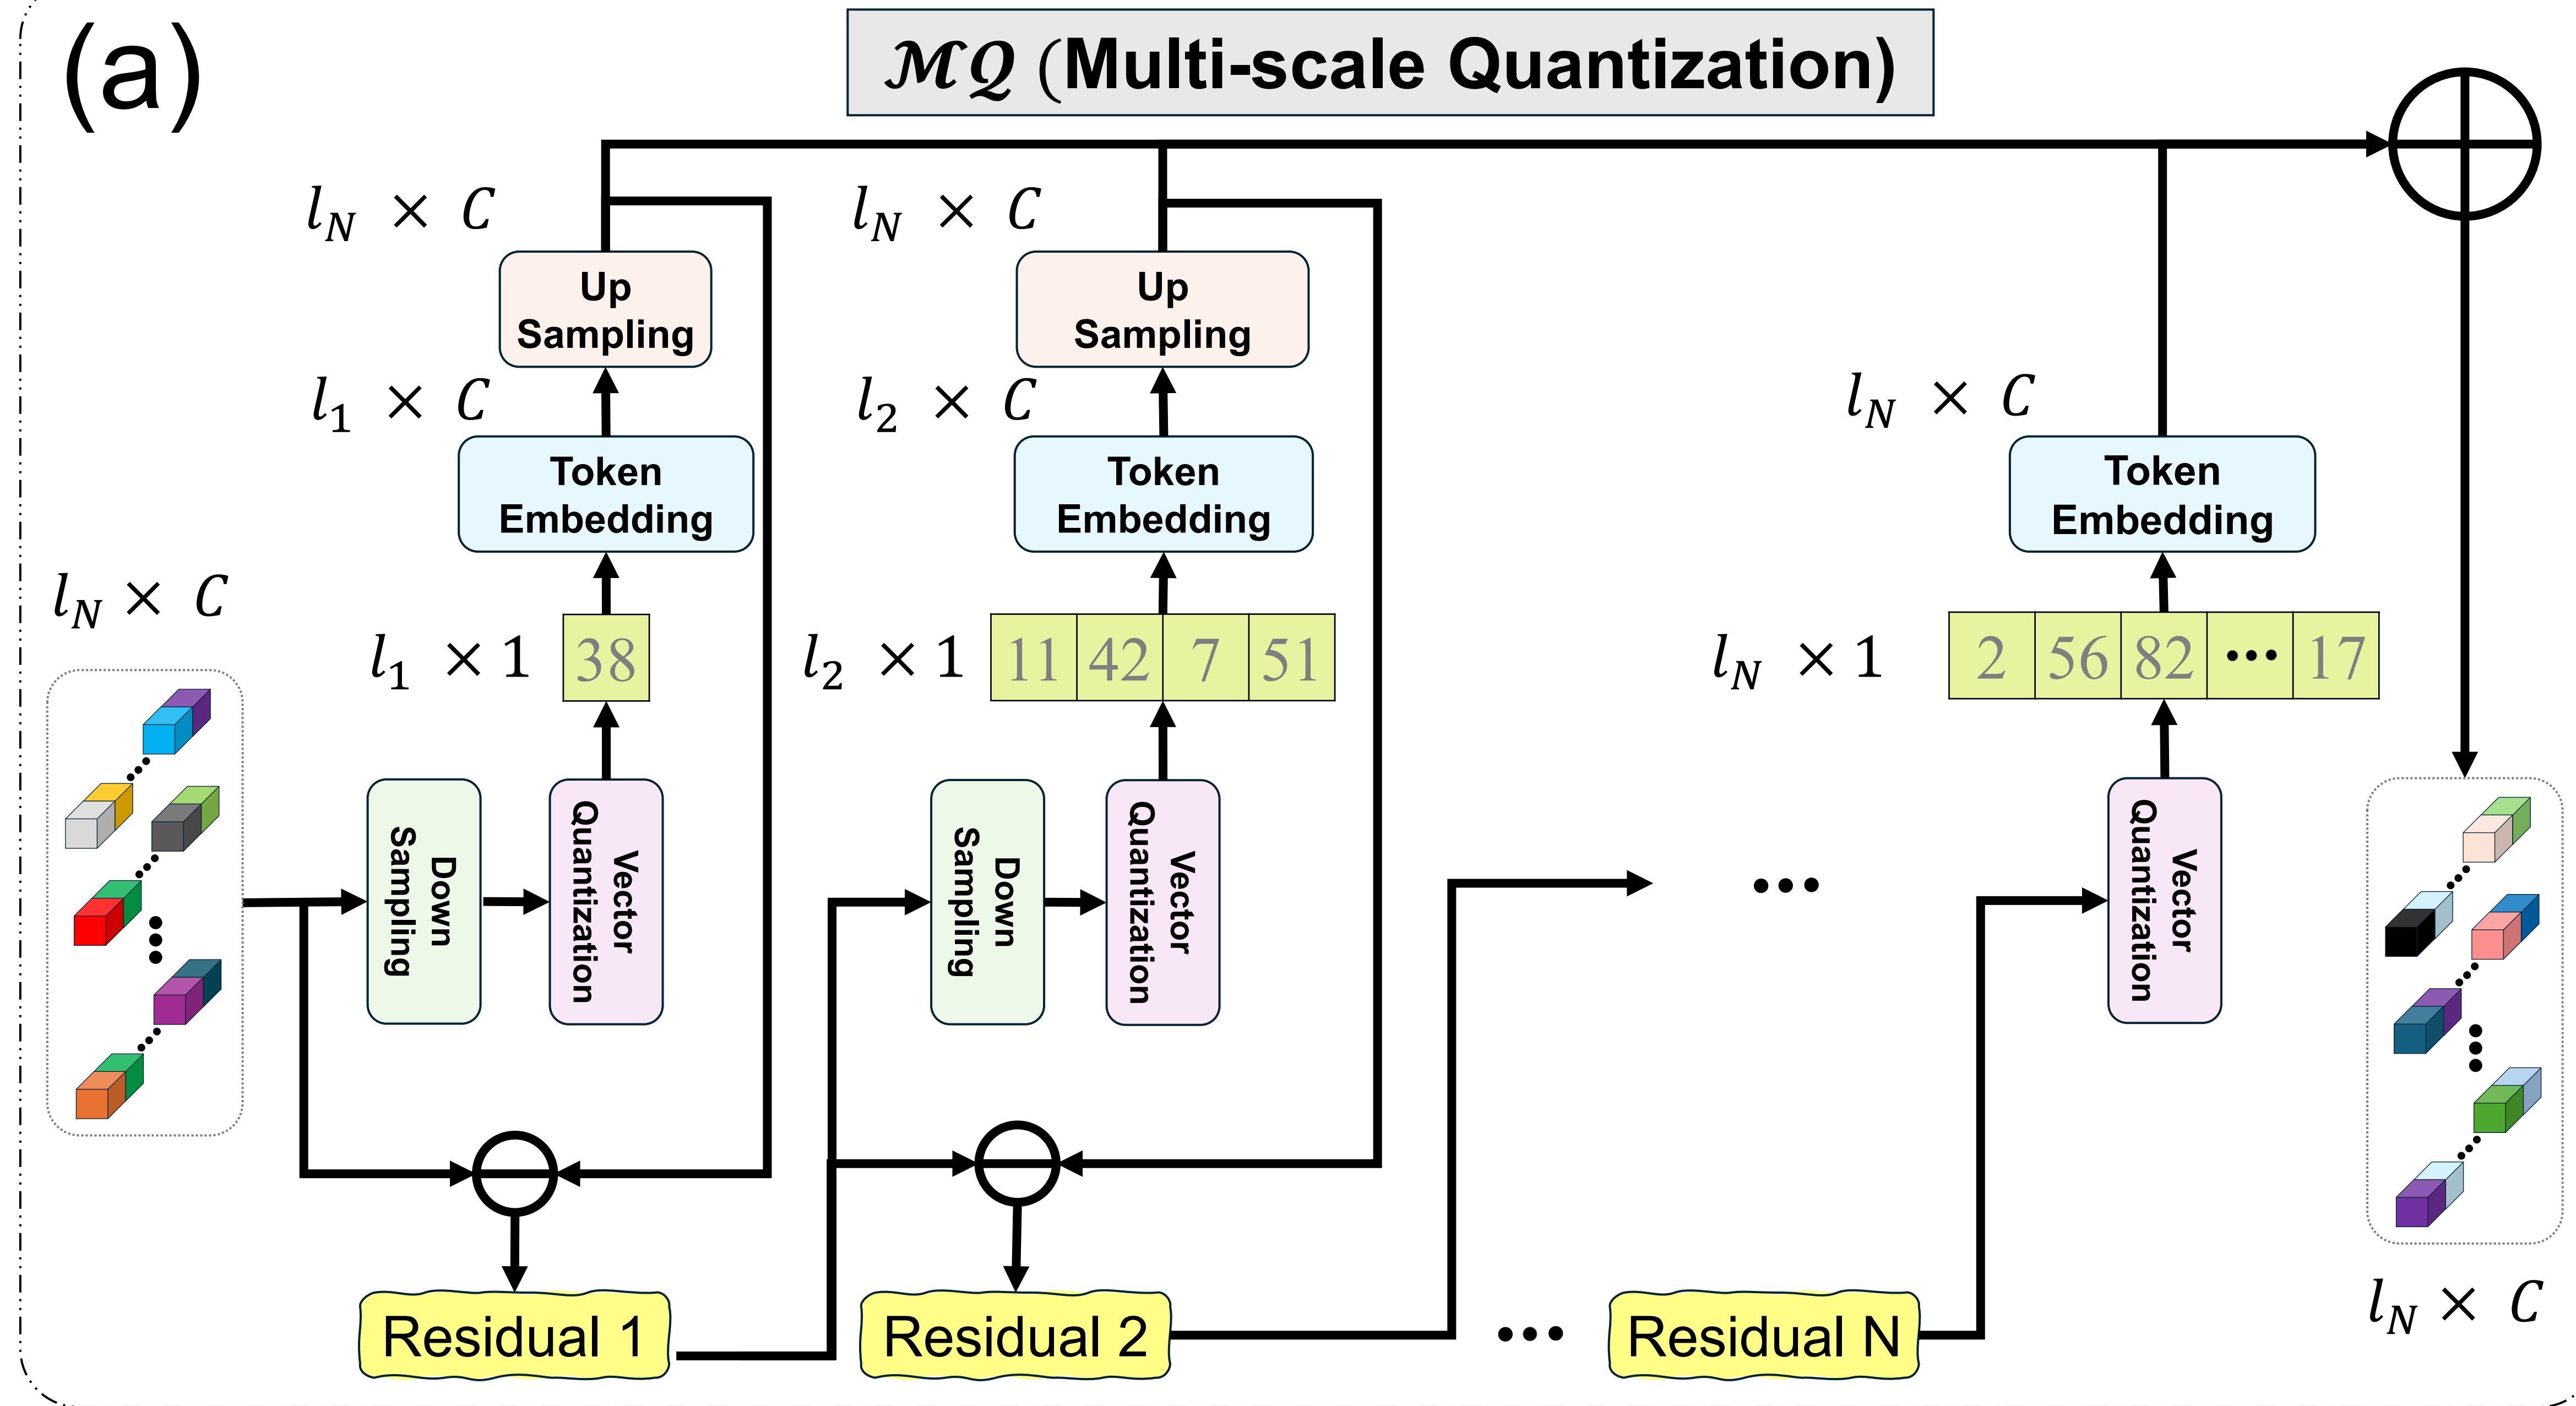 (a)
ℳ𝒬 (Multi-scale Quantization)
l_N × C
l_N × C
Up
Sampling
Up
Sampling
l_1 × C
l_2 × C
l_N × C
Token
Embedding
Token
Embedding
Token
Embedding
l_N × C
l_1 × 1
38
l_2 × 1
11 42 7 51
l_N × 1
2 56 82 ··· 17
Down
Sampling
Vector
Quantization
Down
Sampling
Vector
Quantization
···
Vector
Quantization
Residual 1
Residual 2
···
Residual N
l_N × C